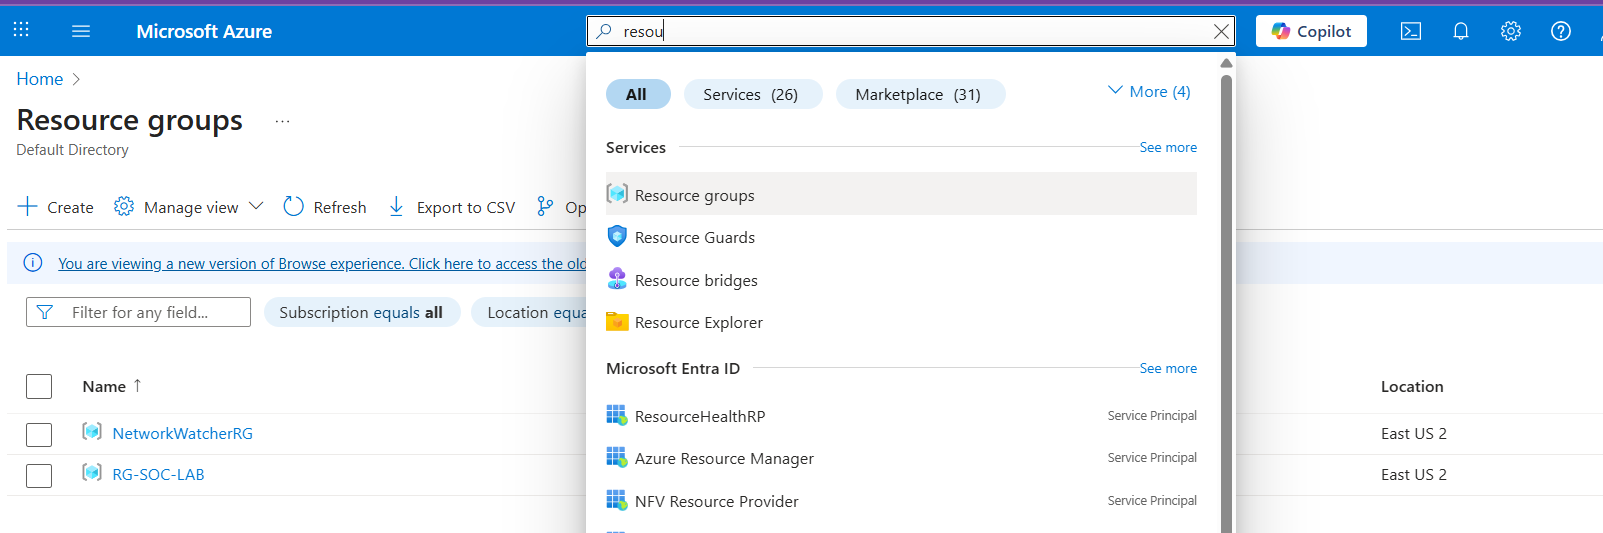 Microsoft Azure
resou
Copilot
Home
Resource groups
Default Directory
Create
Manage view
Refresh
Export to CSV
You are viewing a new version of Browse experience. Click here to access the old
Filter for any field...
Subscription equals all
Name ↑
Location
NetworkWatcherRG
East US 2
RG-SOC-LAB
East US 2
All
Services (26)
Marketplace (31)
More (4)
Services
See more
Resource groups
Resource Guards
Resource bridges
Resource Explorer
Microsoft Entra ID
See more
ResourceHealthRP
Service Principal
Azure Resource Manager
Service Principal
NFV Resource Provider
Service Principal